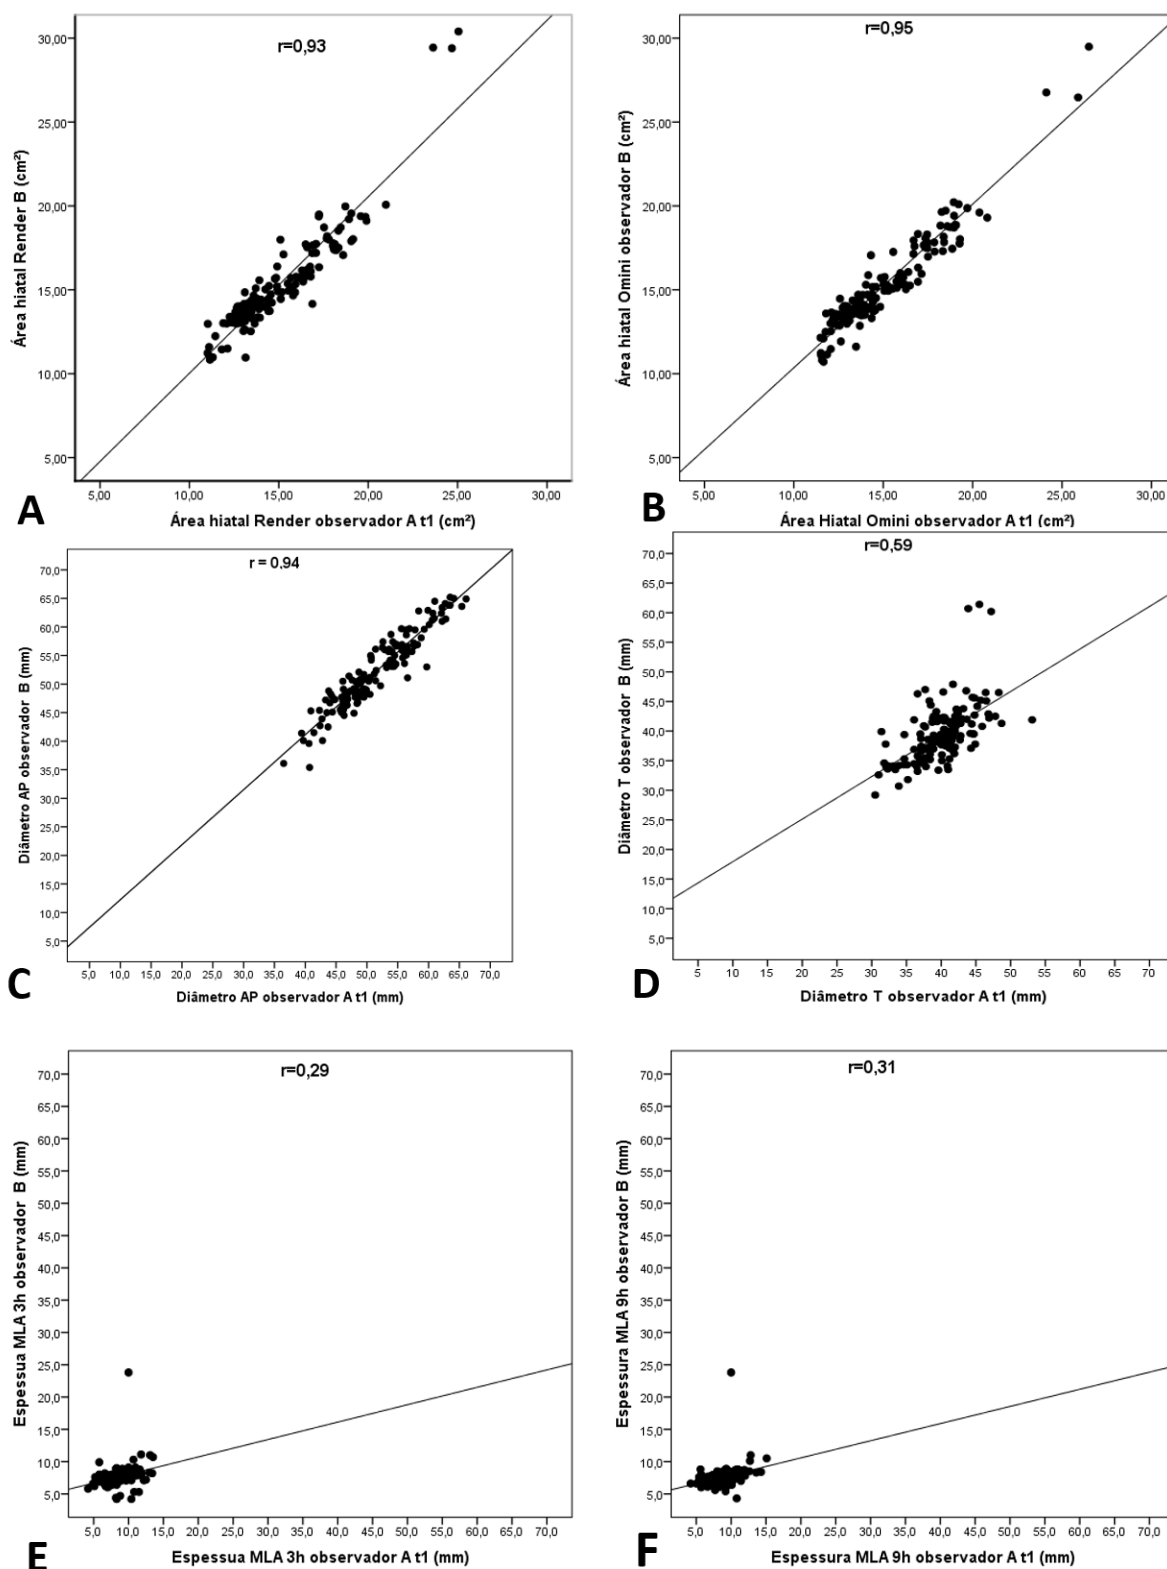 r=0,93
Área hiatal Render B (cm²)
30,00
25,00
20,00
15,00
10,00
5,00
5,00 10,00 15,00 20,00 25,00 30,00
Área hiatal Render observador A t1 (cm²)
A
r=0,95
Área hiatal Omini observador B (cm²)
30,00
25,00
20,00
15,00
10,00
5,00
5,00 10,00 15,00 20,00 25,00 30,00
Área Hiatal Omini observador A t1 (cm²)
B
r = 0,94
Diâmetro AP observador B (mm)
70,0
65,0
60,0
55,0
50,0
45,0
40,0
35,0
30,0
25,0
20,0
15,0
10,0
5,0
5,0 10,0 15,0 20,0 25,0 30,0 35,0 40,0 45,0 50,0 55,0 60,0 65,0 70,0
Diâmetro AP observador A t1 (mm)
C
r=0,59
Diâmetro T observador B (mm)
70,0
65,0
60,0
55,0
50,0
45,0
40,0
35,0
30,0
25,0
20,0
15,0
10,0
5,0
5 10 15 20 25 30 35 40 45 50 55 60 65 70
Diâmetro T observador A t1 (mm)
D
r=0,29
Espessua MLA 3h observador B (mm)
70,0
65,0
60,0
55,0
50,0
45,0
40,0
35,0
30,0
25,0
20,0
15,0
10,0
5,0
5,0 10,0 15,0 20,0 25,0 30,0 35,0 40,0 45,0 50,0 55,0 60,0 65,0 70,0
Espessua MLA 3h observador A t1 (mm)
E
r=0,31
Espessura MLA 9h observador B (mm)
70,0
65,0
60,0
55,0
50,0
45,0
40,0
35,0
30,0
25,0
20,0
15,0
10,0
5,0
5,0 10,0 15,0 20,0 25,0 30,0 35,0 40,0 45,0 50,0 55,0 60,0 65,0 70,0
Espessura MLA 9h observador A t1 (mm)
F